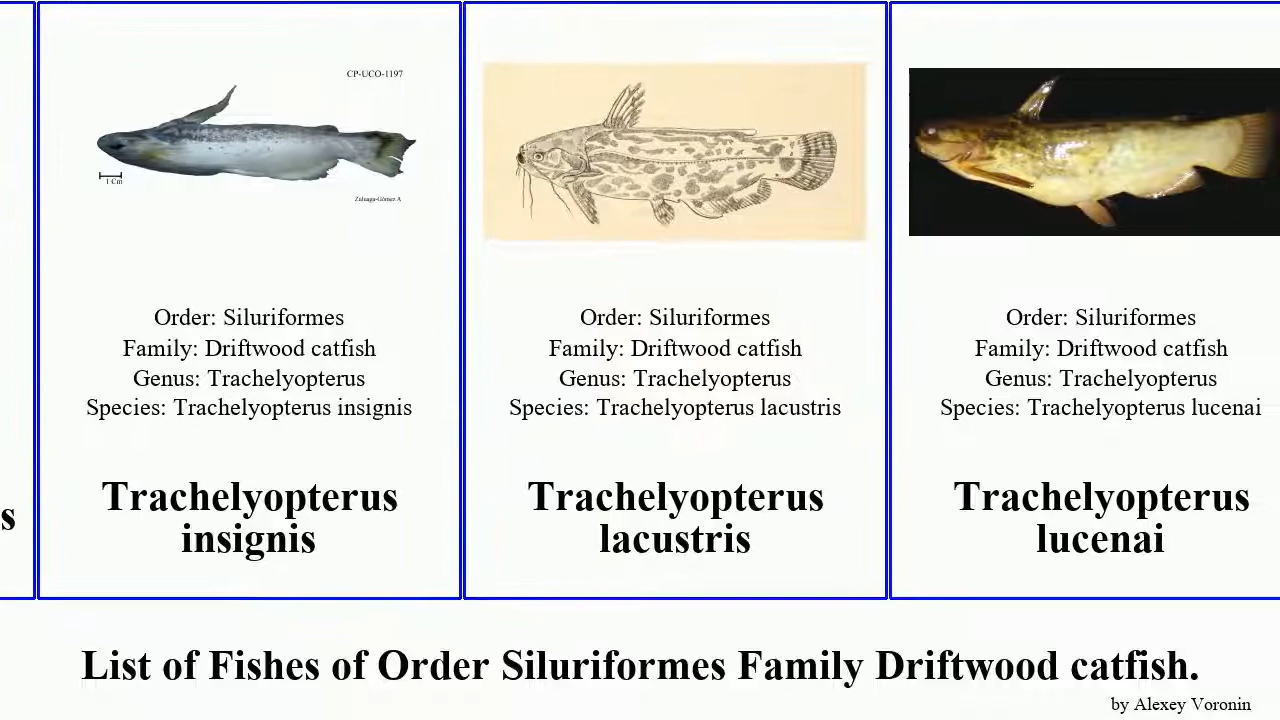 CP-UCO-1197
1 Cm
Zuluaga-Gómez A
Order: Siluriformes
Family: Driftwood catfish
Genus: Trachelyopterus
Species: Trachelyopterus insignis
Trachelyopterus
insignis
Order: Siluriformes
Family: Driftwood catfish
Genus: Trachelyopterus
Species: Trachelyopterus lacustris
Trachelyopterus
lacustris
Order: Siluriformes
Family: Driftwood catfish
Genus: Trachelyopterus
Species: Trachelyopterus lucenai
Trachelyopterus
lucenai
s
List of Fishes of Order Siluriformes Family Driftwood catfish.
by Alexey Voronin